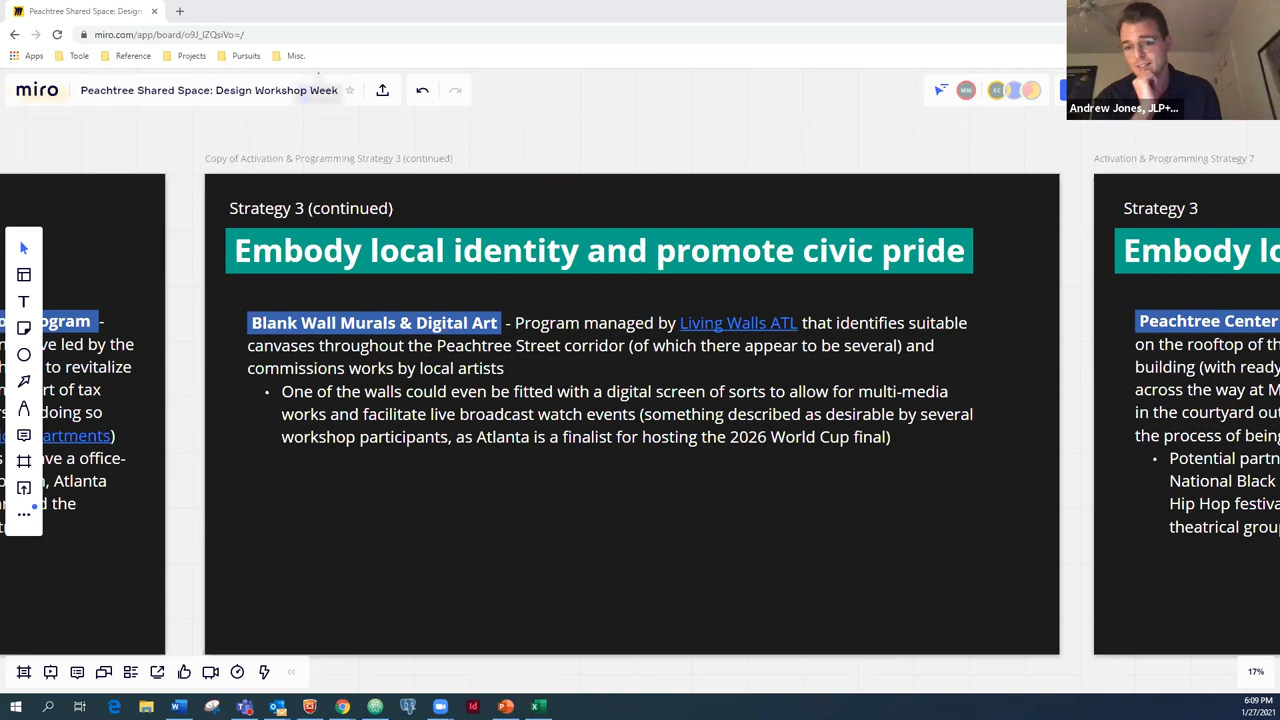 Peachtree Shared Space: Design
miro.com/app/board/o9J_lZQsiVo=/
Apps Toole Reference Projects Pursuits Misc.
miro Peachtree Shared Space: Design Workshop Week
Andrew Jones, JLP+...
Copy of Activation & Programming Strategy 3 (continued)
Activation & Programming Strategy 7
Strategy 3 (continued)
Embody local identity and promote civic pride
Blank Wall Murals & Digital Art - Program managed by Living Walls ATL that identifies suitable
canvases throughout the Peachtree Street corridor (of which there appear to be several) and
commissions works by local artists
• One of the walls could even be fitted with a digital screen of sorts to allow for multi-media
works and facilitate live broadcast watch events (something described as desirable by several
workshop participants, as Atlanta is a finalist for hosting the 2026 World Cup final)
ogram -
ve led by the
to revitalize
rt of tax
doing so
artments)
ve a office-
, Atlanta
d the
Strategy 3
Embody lo
Peachtree Center
on the rooftop of th
building (with ready
across the way at M
in the courtyard ou
the process of being
• Potential partn
National Black
Hip Hop festiva
theatrical group
17%
6:09 PM
1/27/2021